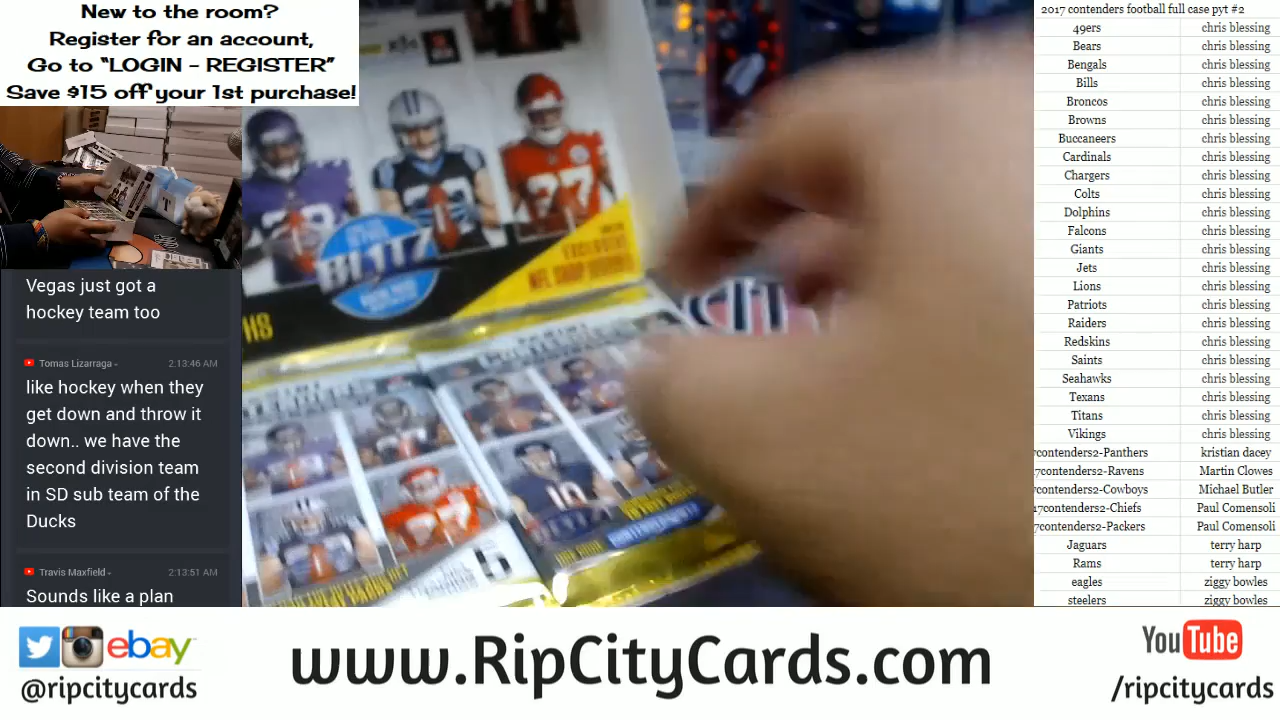 New to the room?
Register for an account,
Go to “LOGIN - REGISTER”
Save $15 off your 1st purchase!
Vegas just got a
hockey team too
Tomas Lizarraga
2:13:46 AM
like hockey when they
get down and throw it
down.. we have the
second division team
in SD sub team of the
Ducks
Travis Maxfield
2:13:51 AM
Sounds like a plan
BLITZ
EXCLUSIVE
2017 contenders football full case pyt #2
49ers chris blessing
Bears chris blessing
Bengals chris blessing
Bills chris blessing
Broncos chris blessing
Browns chris blessing
Buccaneers chris blessing
Cardinals chris blessing
Chargers chris blessing
Colts chris blessing
Dolphins chris blessing
Falcons chris blessing
Giants chris blessing
Jets chris blessing
Lions chris blessing
Patriots chris blessing
Raiders chris blessing
Redskins chris blessing
Saints chris blessing
Seahawks chris blessing
Texans chris blessing
Titans chris blessing
Vikings chris blessing
contenders2-Panthers kristian dacey
7contenders2-Ravens Martin Clowes
contenders2-Cowboys Michael Butler
17contenders2-Chiefs Paul Comensoli
7contenders2-Packers Paul Comensoli
Jaguars terry harp
Rams terry harp
eagles ziggy bowles
steelers ziggy bowles
ebay
@ripcitycards
www.RipCityCards.com
YouTube
/ripcitycards